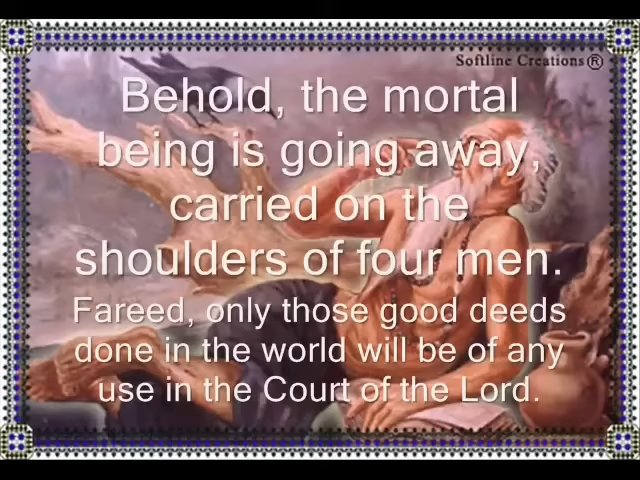 Softline Creations®
Behold, the mortal
being is going away,
carried on the
shoulders of four men.
Fareed, only those good deeds
done in the world will be of any
use in the Court of the Lord.